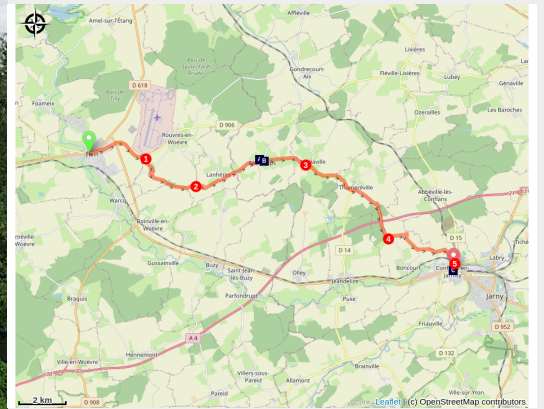 Amel-sur-l'Étang
Affléville
Lixières
Gondrecourt-
Aix
Fléville-Lixières
Lubey
Génaville
Bois de
Les Baroches
D 618
Foameix
D 906
Ozerailles
Rouvres-en-
Woëvre
1
3
Lanhères
2
Thumeréville
Abbéville-lès-
Conflans
Warcq
Boinville-en-
Woëvre
4
D 15
D 14
Gussainville
Buzy
Saint-Jean-
lès-Buzy
Olley
Boncourt
5
Labry
Jeandelize
Jarny
Parfondrupt
Puxe
Braquis
Friauville
D 952
A 4
D 132
Hennemont
Brainville
Ville-en-Woëvre
Villers-sous-
Pareid
Allamont
Pareid
Ville-sur-Yron
D 908
2 km
Leaflet | (c) OpenStreetMap contributors